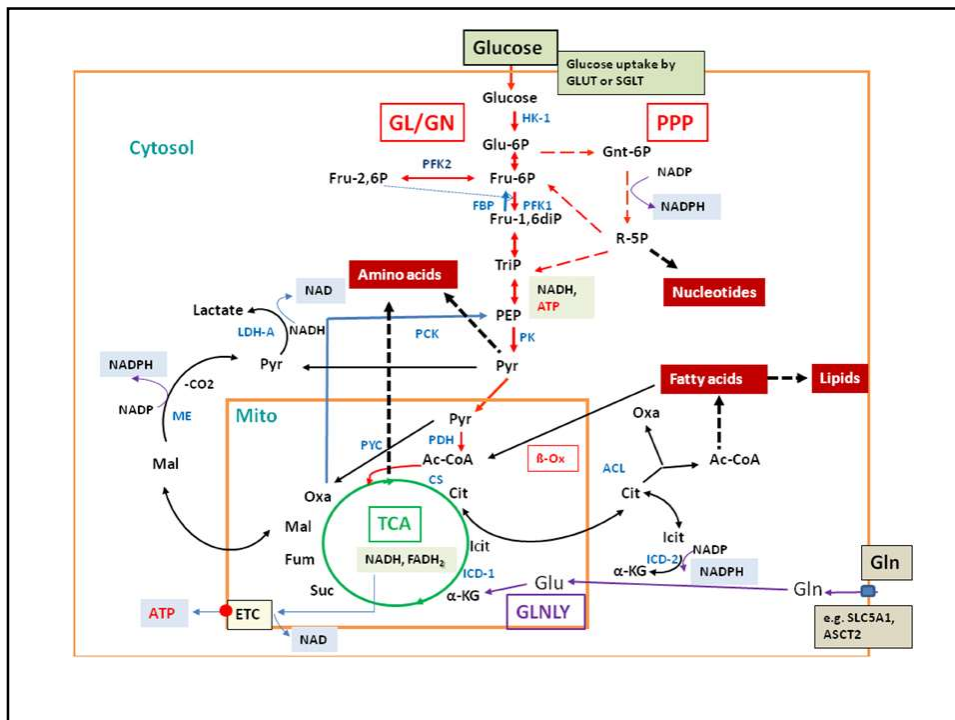 Glucose
Glucose uptake by
GLUT or SGLT
Glucose
HK-1
GL/GN
PPP
Cytosol
Glu-6P
Gnt-6P
PFK2
Fru-2,6P
Fru-6P
NADP
NADPH
FBP
PFK1
Fru-1,6diP
R-5P
TriP
Amino acids
NADH,
ATP
Nucleotides
NAD
Lactate
NADH
LDH-A
PEP
PCK
PK
Pyr
Pyr
NADPH
-CO2
NADP
ME
Fatty acids
Lipids
Mito
Pyr
Oxa
PYC
PDH
ß-Ox
Ac-CoA
Ac-CoA
ACL
CS
Mal
Oxa
Cit
Cit
TCA
Mal
Icit
Icit
NADP
Fum
NADH, FADH2
ICD-2
α-KG
NADPH
Gln
ICD-1
Suc
α-KG
Glu
Gln
GLNLY
ATP
ETC
NAD
e.g. SLC5A1,
ASCT2